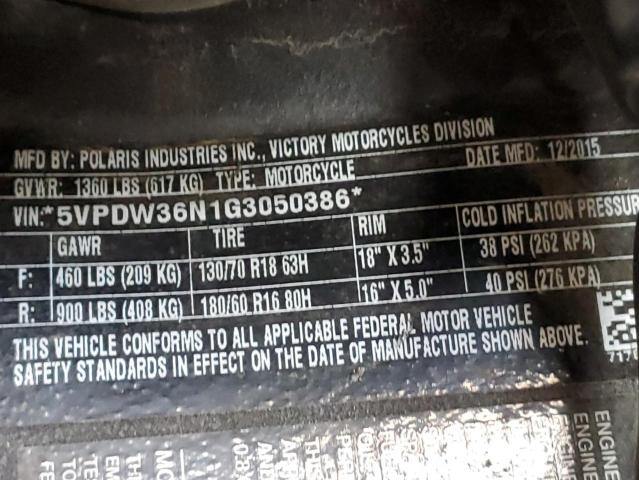 MFD BY: POLARIS INDUSTRIES INC., VICTORY MOTORCYCLES DIVISION
GVWR: 1360 LBS (617 KG) TYPE: MOTORCYCLE DATE MFD: 12/2015
VIN:*5VPDW36N1G3050386*
GAWR TIRE RIM COLD INFLATION PRESSUR
F: 460 LBS (209 KG) 130/70 R18 63H 18" X 3.5" 38 PSI (262 KPA)
R: 900 LBS (408 KG) 180/60 R16 80H 16" X 5.0" 40 PSI (276 KPA)
THIS VEHICLE CONFORMS TO ALL APPLICABLE FEDERAL MOTOR VEHICLE
SAFETY STANDARDS IN EFFECT ON THE DATE OF MANUFACTURE SHOWN ABOVE.
717
ENGINE
ENGINE